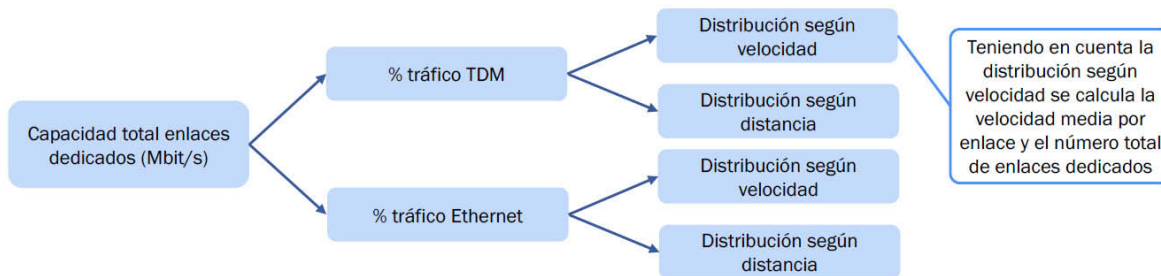 Capacidad total enlaces
dedicados (Mbit/s)
% tráfico TDM
% tráfico Ethernet
Distribución según
velocidad
Distribución según
distancia
Distribución según
velocidad
Distribución según
distancia
Teniendo en cuenta la
distribución según
velocidad se calcula la
velocidad media por
enlace y el número total
de enlaces dedicados